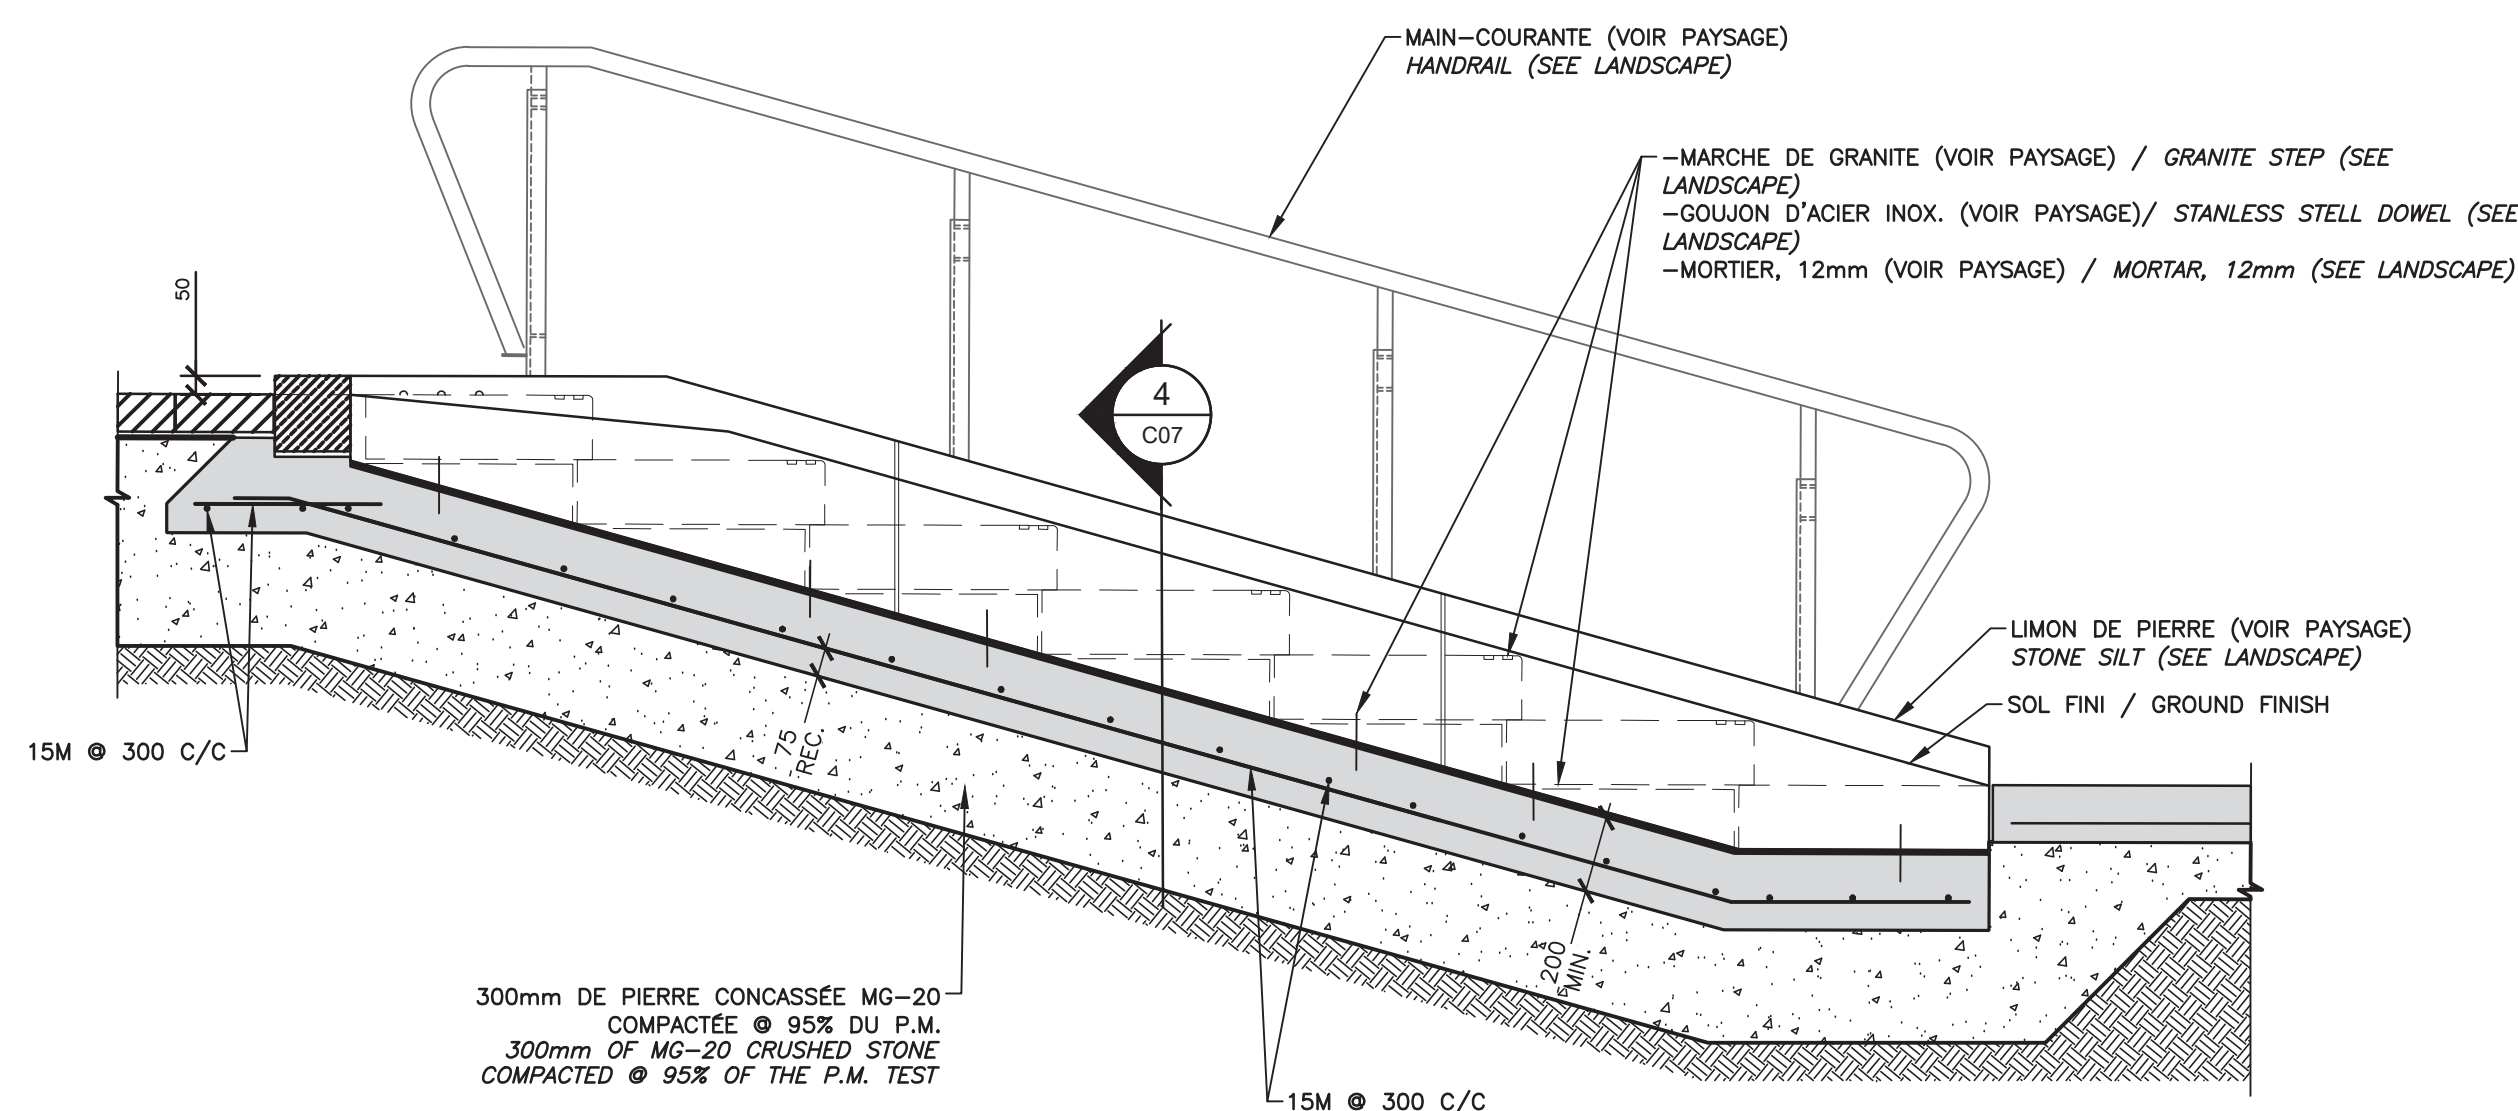 MAIN-COURANTE (VOIR PAYSAGE)
HANDRAIL (SEE LANDSCAPE)
-MARCHE DE GRANITE (VOIR PAYSAGE) / GRANITE STEP (SEE
LANDSCAPE)
-GOUJON D'ACIER INOX. (VOIR PAYSAGE)/ STANLESS STELL DOWEL (SEE
LANDSCAPE)
-MORTIER, 12mm (VOIR PAYSAGE) / MORTAR, 12mm (SEE LANDSCAPE)
50
4
C07
LIMON DE PIERRE (VOIR PAYSAGE)
STONE SILT (SEE LANDSCAPE)
SOL FINI / GROUND FINISH
15M @ 300 C/C
75
REC.
200
MIN.
300mm DE PIERRE CONCASSÉE MG-20
COMPACTÉE @ 95% DU P.M.
300mm OF MG-20 CRUSHED STONE
COMPACTED @ 95% OF THE P.M. TEST
15M @ 300 C/C